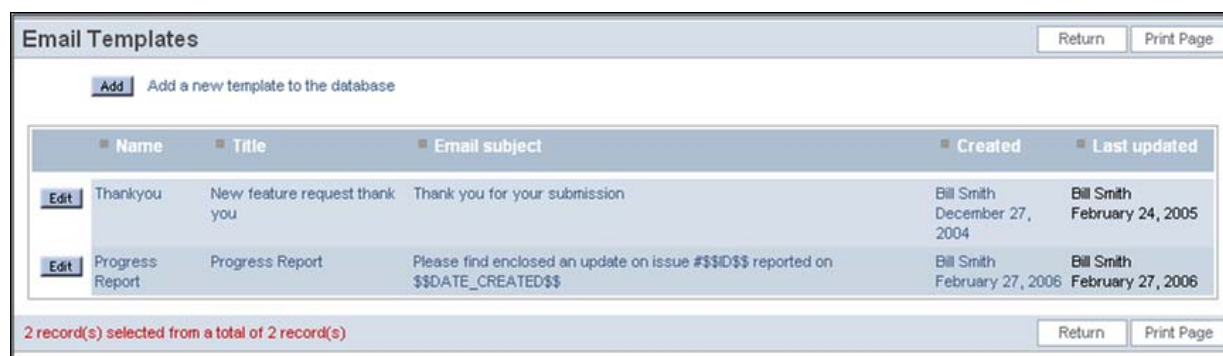 Email Templates Return Print Page
Add Add a new template to the database
Name Title Email subject Created Last updated
Edit Thankyou New feature request thank Thank you for your submission Bill Smith Bill Smith
you December 27, February 24, 2005
2004
Edit Progress Progress Report Please find enclosed an update on issue #$$ID$$ reported on Bill Smith Bill Smith
Report $$DATE_CREATED$$ February 27, 2006 February 27, 2006
2 record(s) selected from a total of 2 record(s) Return Print Page